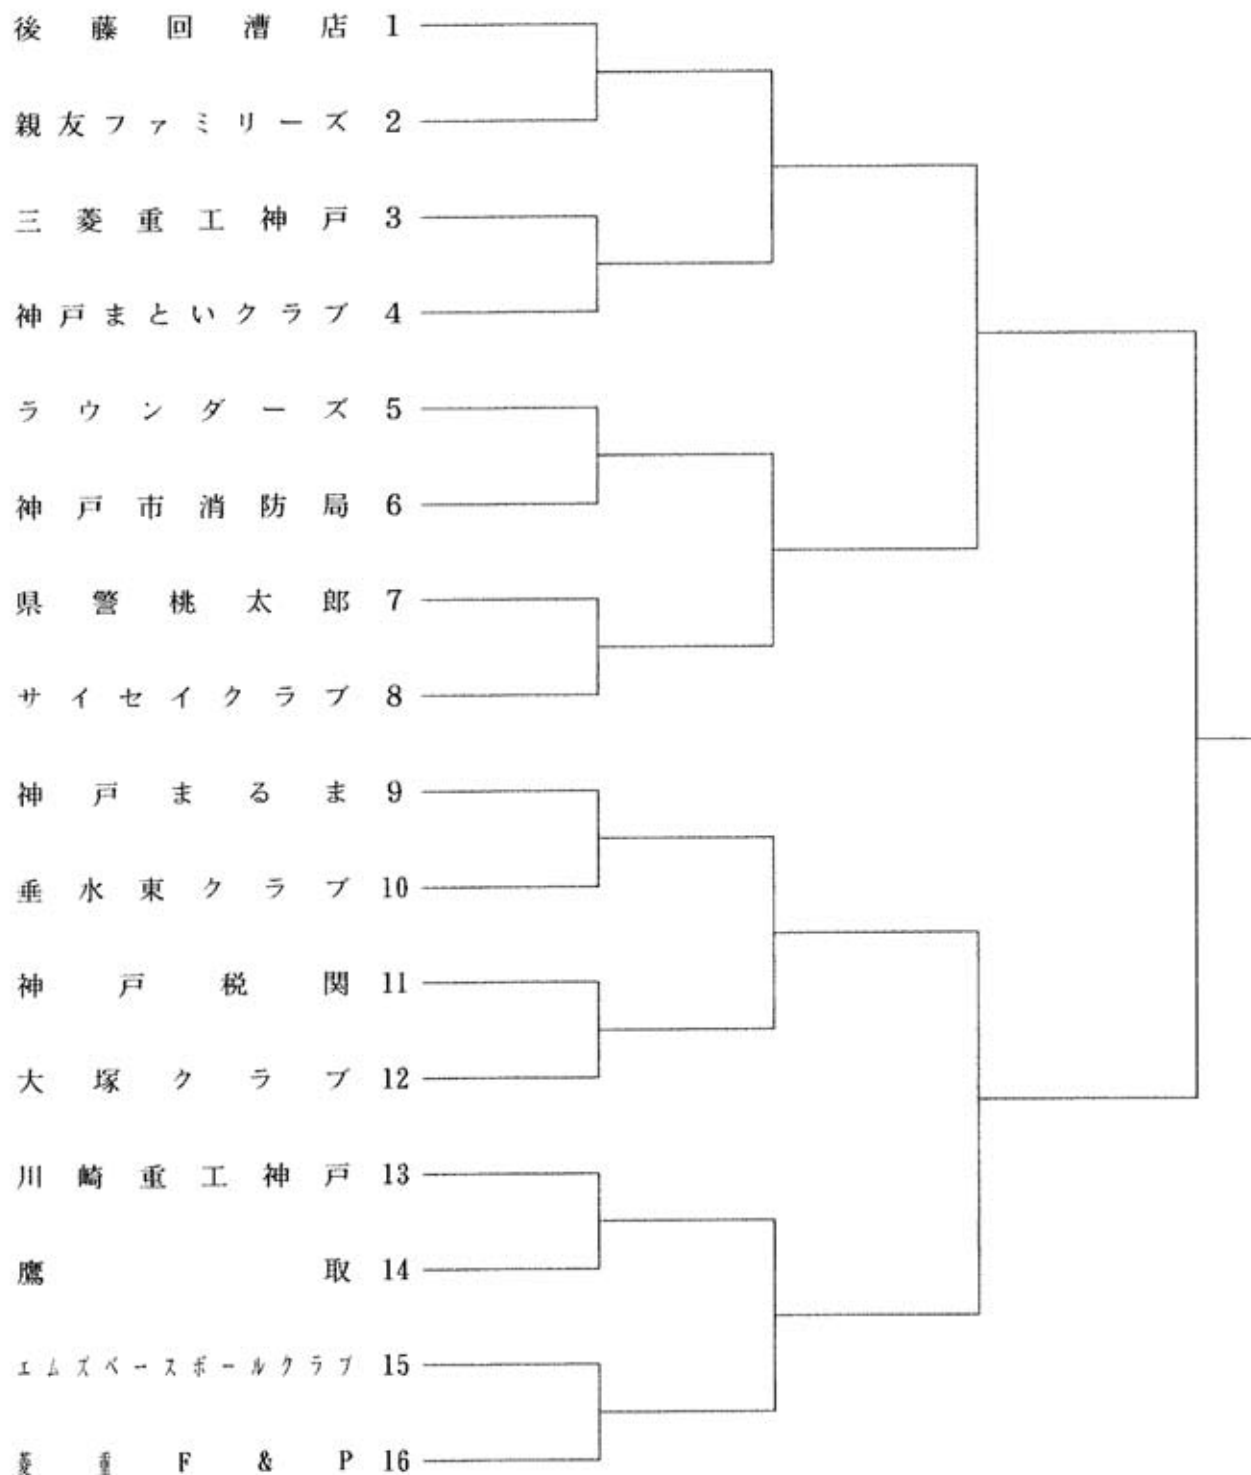 後藤回漕店 1
親友ファミリーズ 2
三菱重工神戸 3
神戸まといクラブ 4
ラウンダーズ 5
神戸市消防局 6
県警桃太郎 7
サイセイクラブ 8
神戸まるま 9
垂水東クラブ 10
神戸税関 11
大塚クラブ 12
川崎重工神戸 13
鷹取 14
エムズベースボールクラブ 15
菱重F&P 16